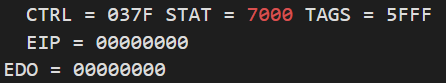 CTRL = 037F STAT = 7000 TAGS = 5FFF
EIP = 00000000
EDO = 00000000